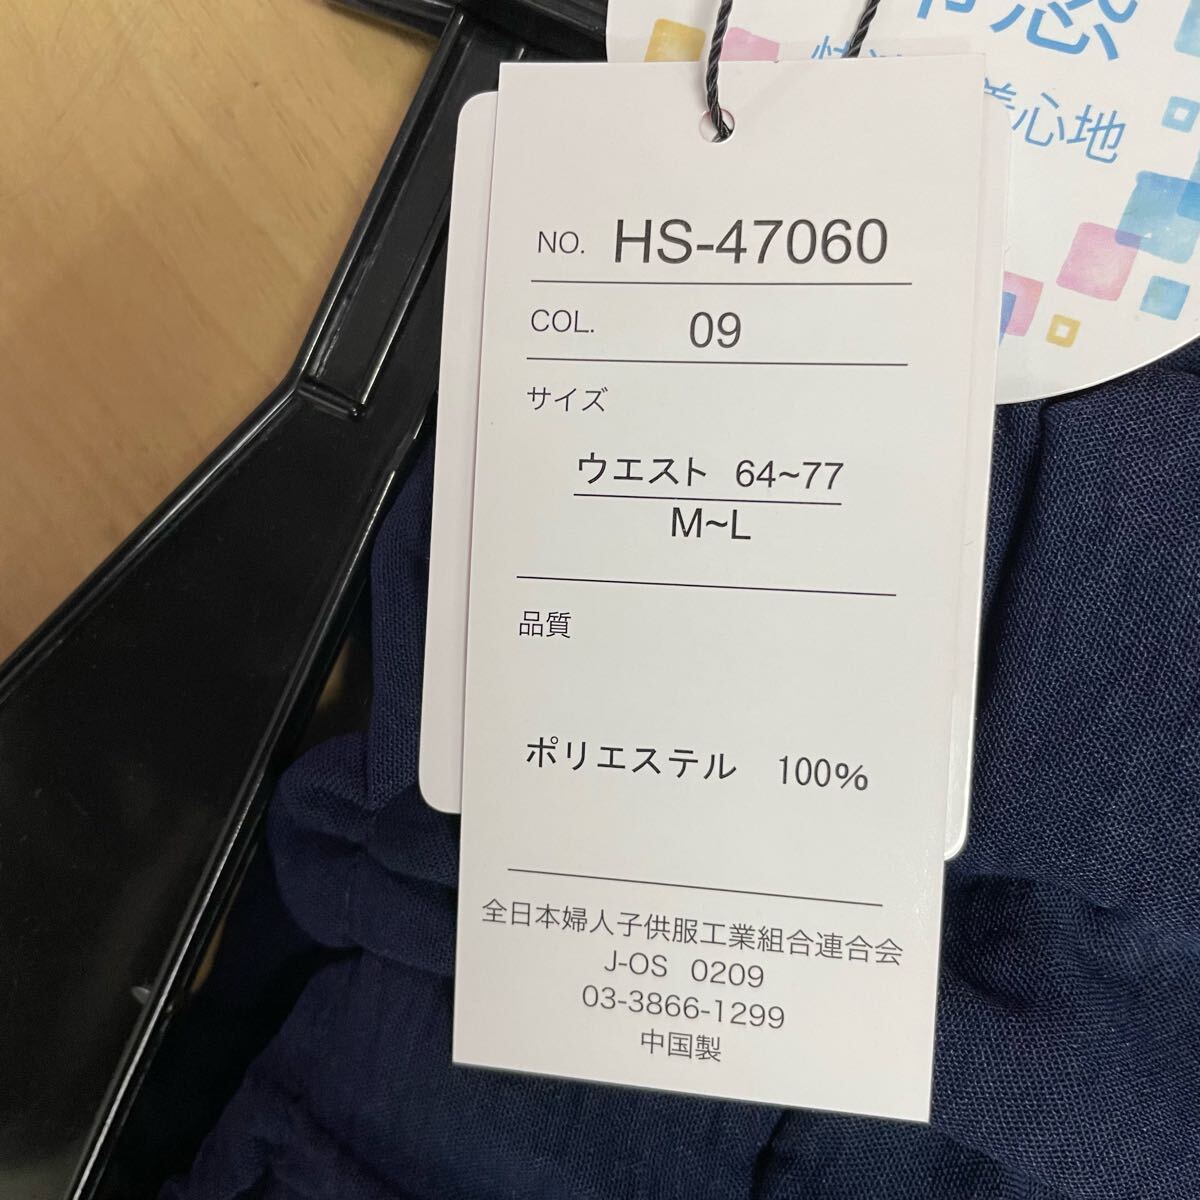 着心地
NO. HS-47060
COL. 09
サイズ
ウエスト 64~77
M~L
品質
ポリエステル 100%
全日本婦人子供服工業組合連合会
J-OS 0209
03-3866-1299
中国製